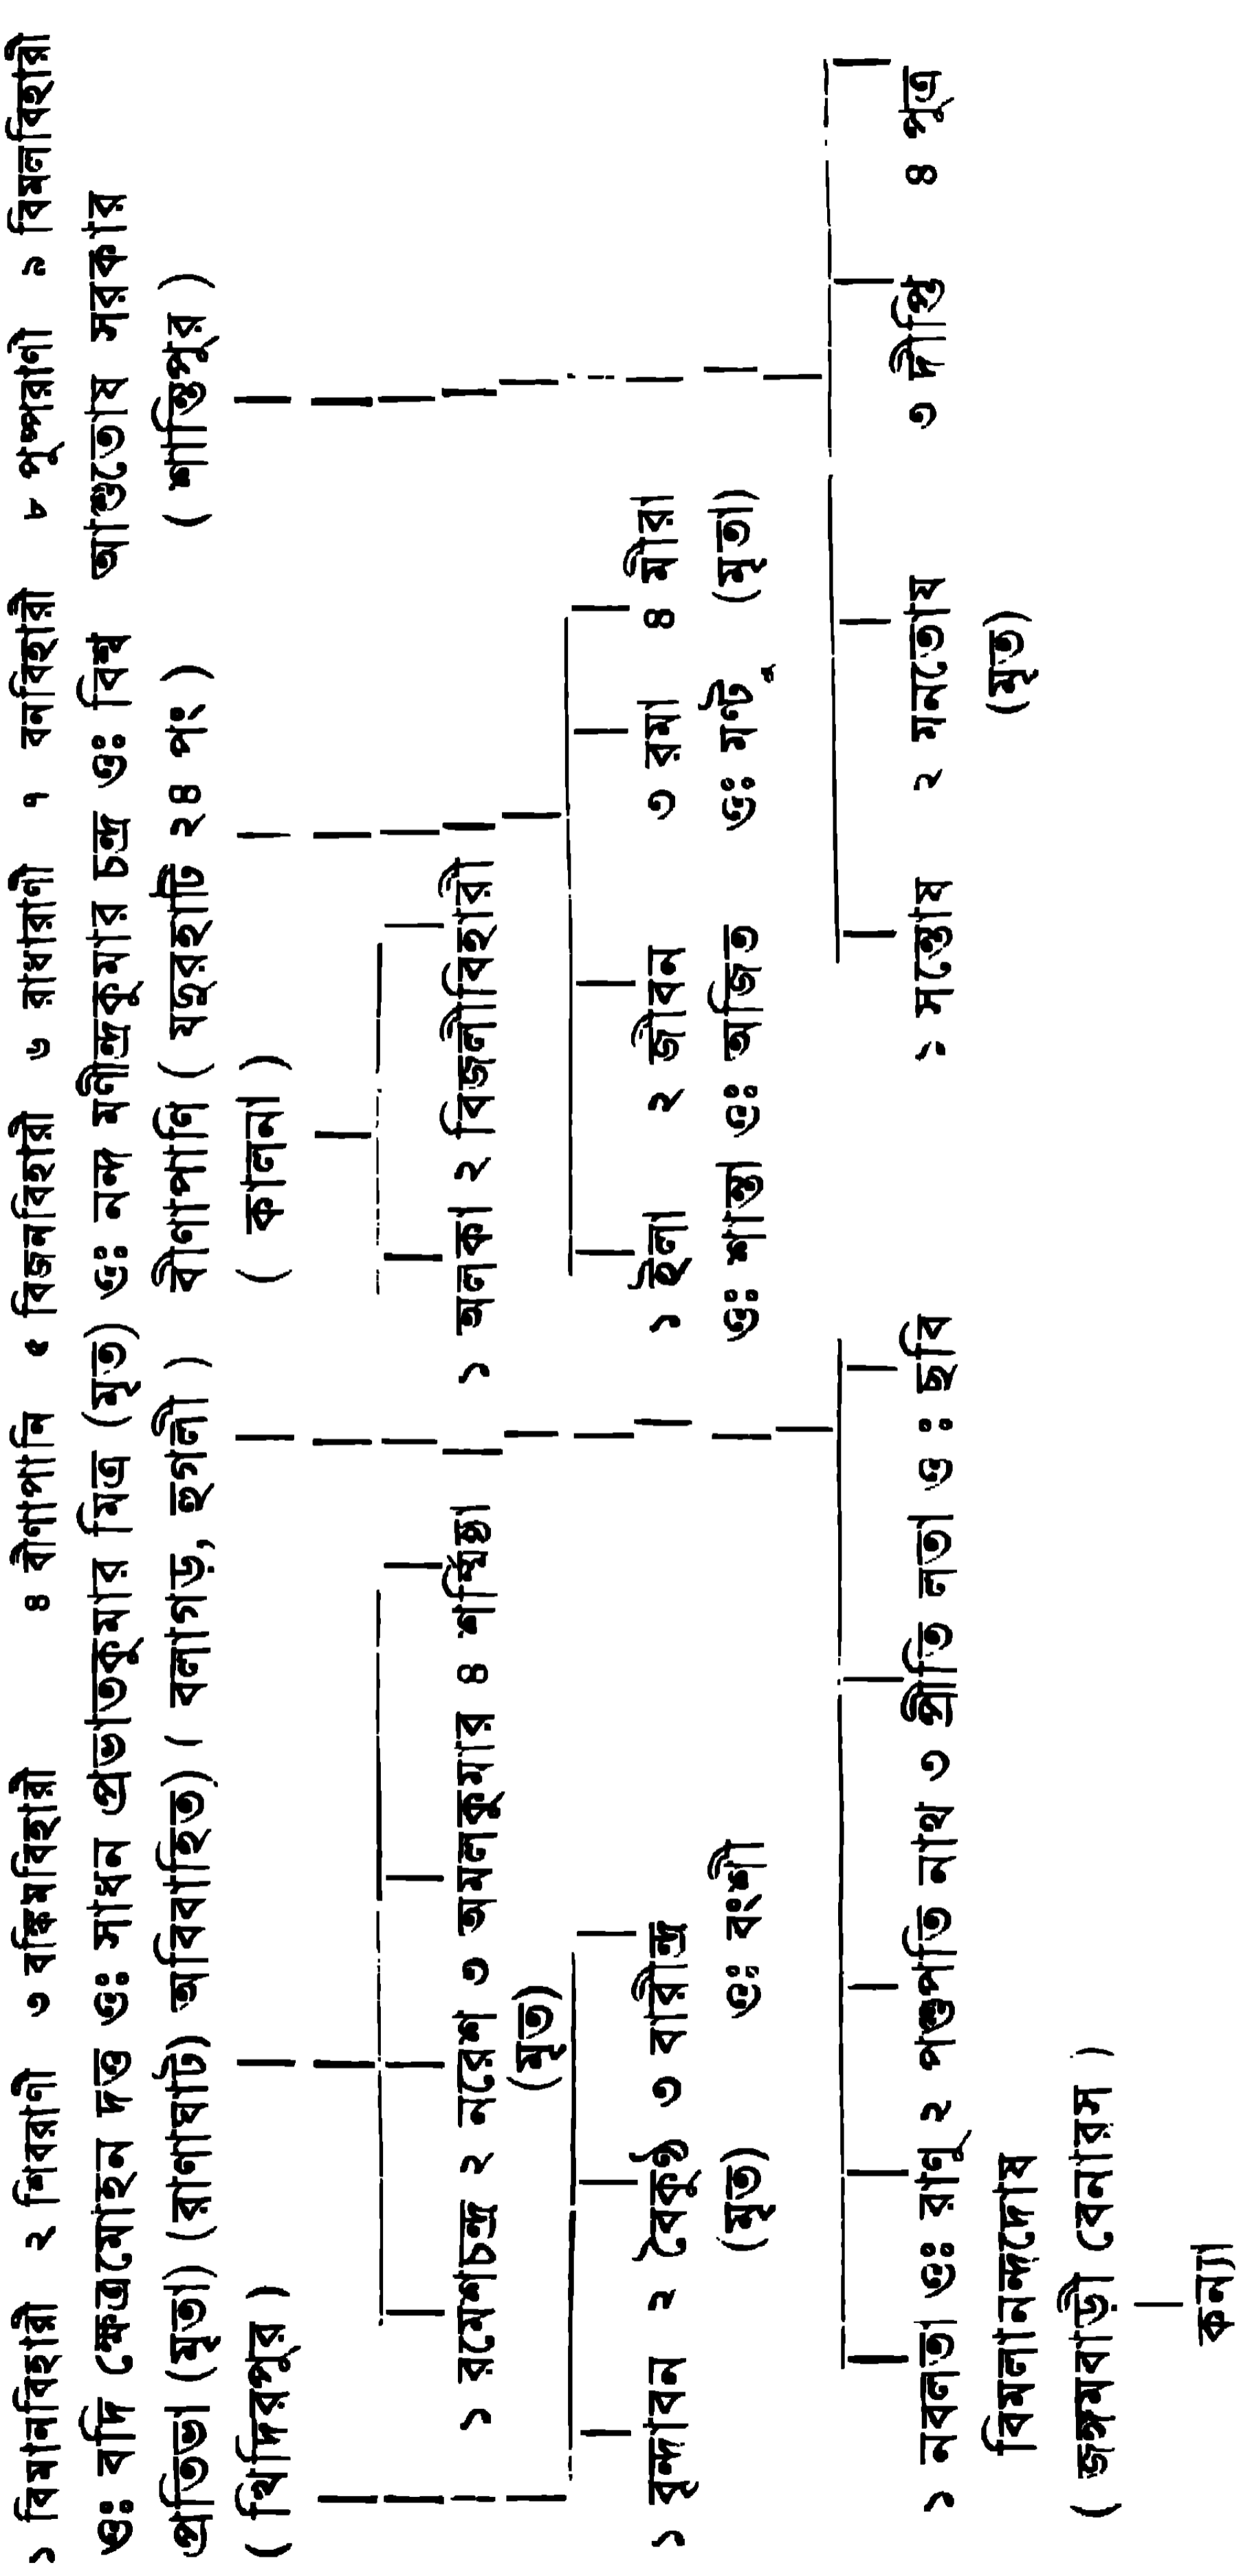 ১ বিমানবিহারী ২ শিবরাণী ৩ বঙ্কিমবিহারী ৪ বীণাপানি ৫ বিজনবিহারী ৬ রাধারাণী ৭ বনবিহারী ৮ পুষ্পরাণী ৯ বিমলবিহারী
ওঃ বদি ক্ষেত্রমোহন দত্ত ওঃ সাধন প্রভাতকুমার মিত্র (মৃত) ওঃ নন্দ মণীন্দ্রকুমার চন্দ্র ওঃ বিশ্ব আশুতোষ সরকার
প্রতিভা (মৃতা) (রাণাঘাট) অবিবাহিত) ( বলাগড়, হুগলী ) বীণাপাণি ( যদুরহাটি ২৪ পং ) ( শান্তিপুর )
( খিদিরপুর ) ( কালনা )
১ রমেশচন্দ্র ২ নরেশ ৩ অমলকুমার ৪ শর্ম্মিষ্ঠা ১ অলকা ২ বিজলীবিহারী
(মৃত)
১ বৃন্দাবন ২ বৈকুণ্ঠ ৩ বারীন্দ্র ১ হৈলা ২ জীবন ৩ রমা ৪ মীরা
(মৃত) ওঃ বংশী ওঃ শান্তা ওঃ অজিত ওঃ মণ্টু (মৃতা)
১ নবলতা ওঃ রাণু ২ পশুপতি নাথ ৩ প্রীতি লতা ও : ছবি ১ সন্তোষ ২ মনতোষ ৩ দীপ্তি ৪ পুত্র
বিমলানন্দদোষ (মৃত)
( জঙ্গমবাড়ী বেনারস )
কন্যা